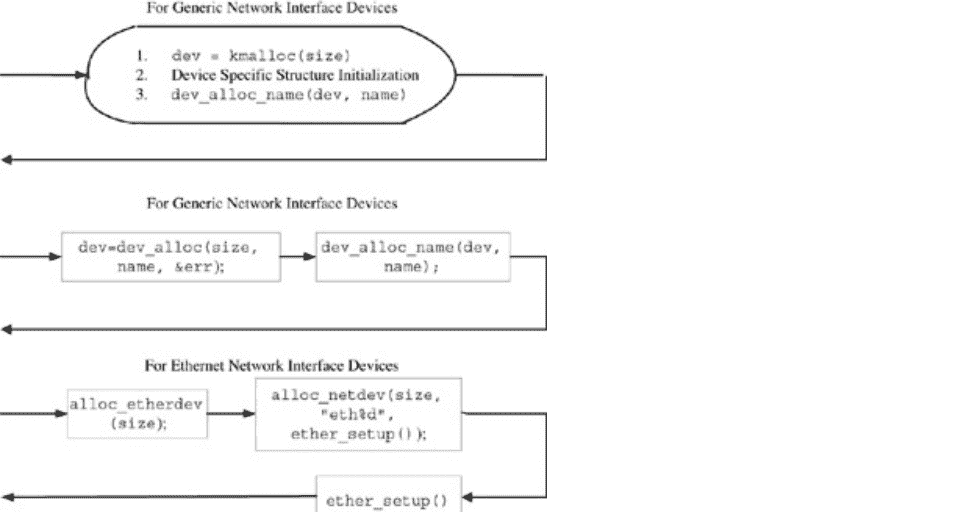 For Generic Network Interface Devices
1. dev = kmalloc(size)
2. Device Specific Structure Initialization
3. dev_alloc_name(dev, name)
For Generic Network Interface Devices
dev=dev_alloc(size,
name, &err);
dev_alloc_name(dev,
name);
For Ethernet Network Interface Devices
alloc_etherdev
(size);
alloc_netdev(size,
"eth%d",
ether_setup());
ether_setup()